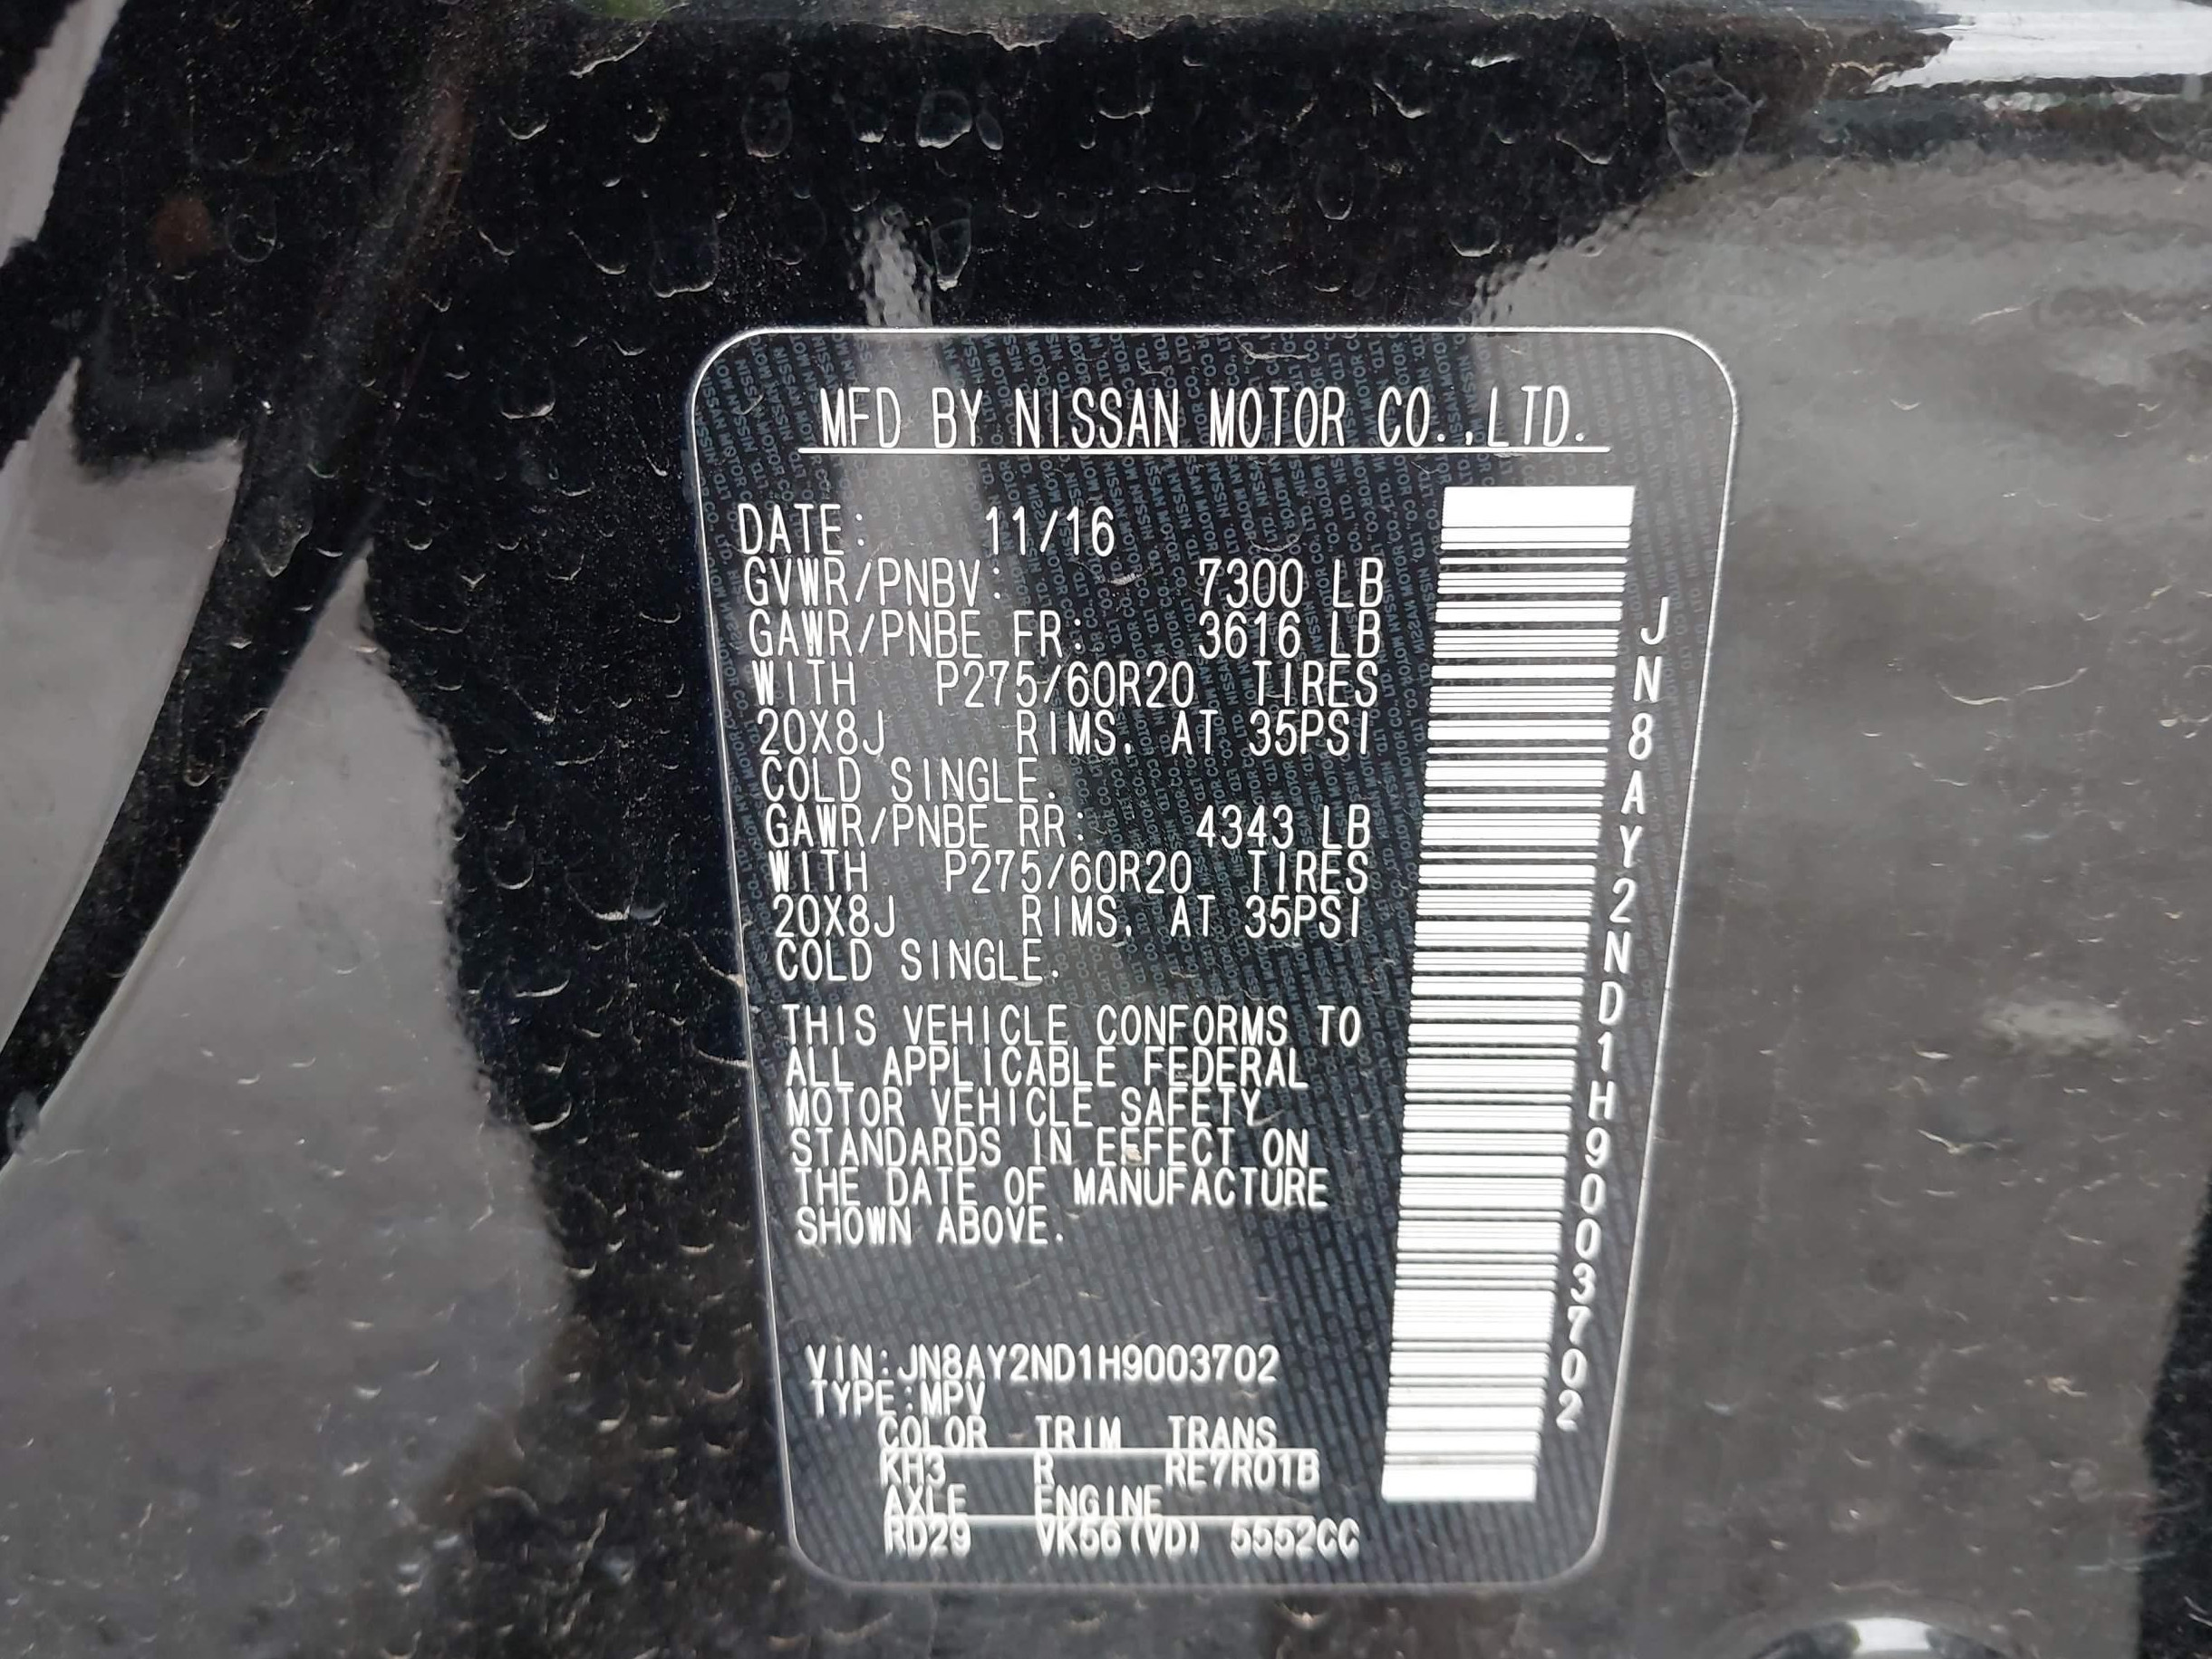 MFD BY NISSAN MOTOR CO.,LTD.
DATE: 11/16
GVWR/PNBV: 7300 LB
GAWR/PNBE FR: 3616 LB
WITH P275/60R20 TIRES
20X8J RIMS. AT 35PSI
COLD SINGLE.
GAWR/PNBE RR: 4343 LB
WITH P275/60R20 TIRES
20X8J RIMS. AT 35PSI
COLD SINGLE.
THIS VEHICLE CONFORMS TO
ALL APPLICABLE FEDERAL
MOTOR VEHICLE SAFETY
STANDARDS IN EFFECT ON
THE DATE OF MANUFACTURE
SHOWN ABOVE.
VIN:JN8AY2ND1H9003702
TYPE:MPV
COLOR TRIM TRANS
KH3 R RE7R01B
AXLE ENGINE
RD29 VK56(VD) 5552CC
JN8AY2ND1H9003702